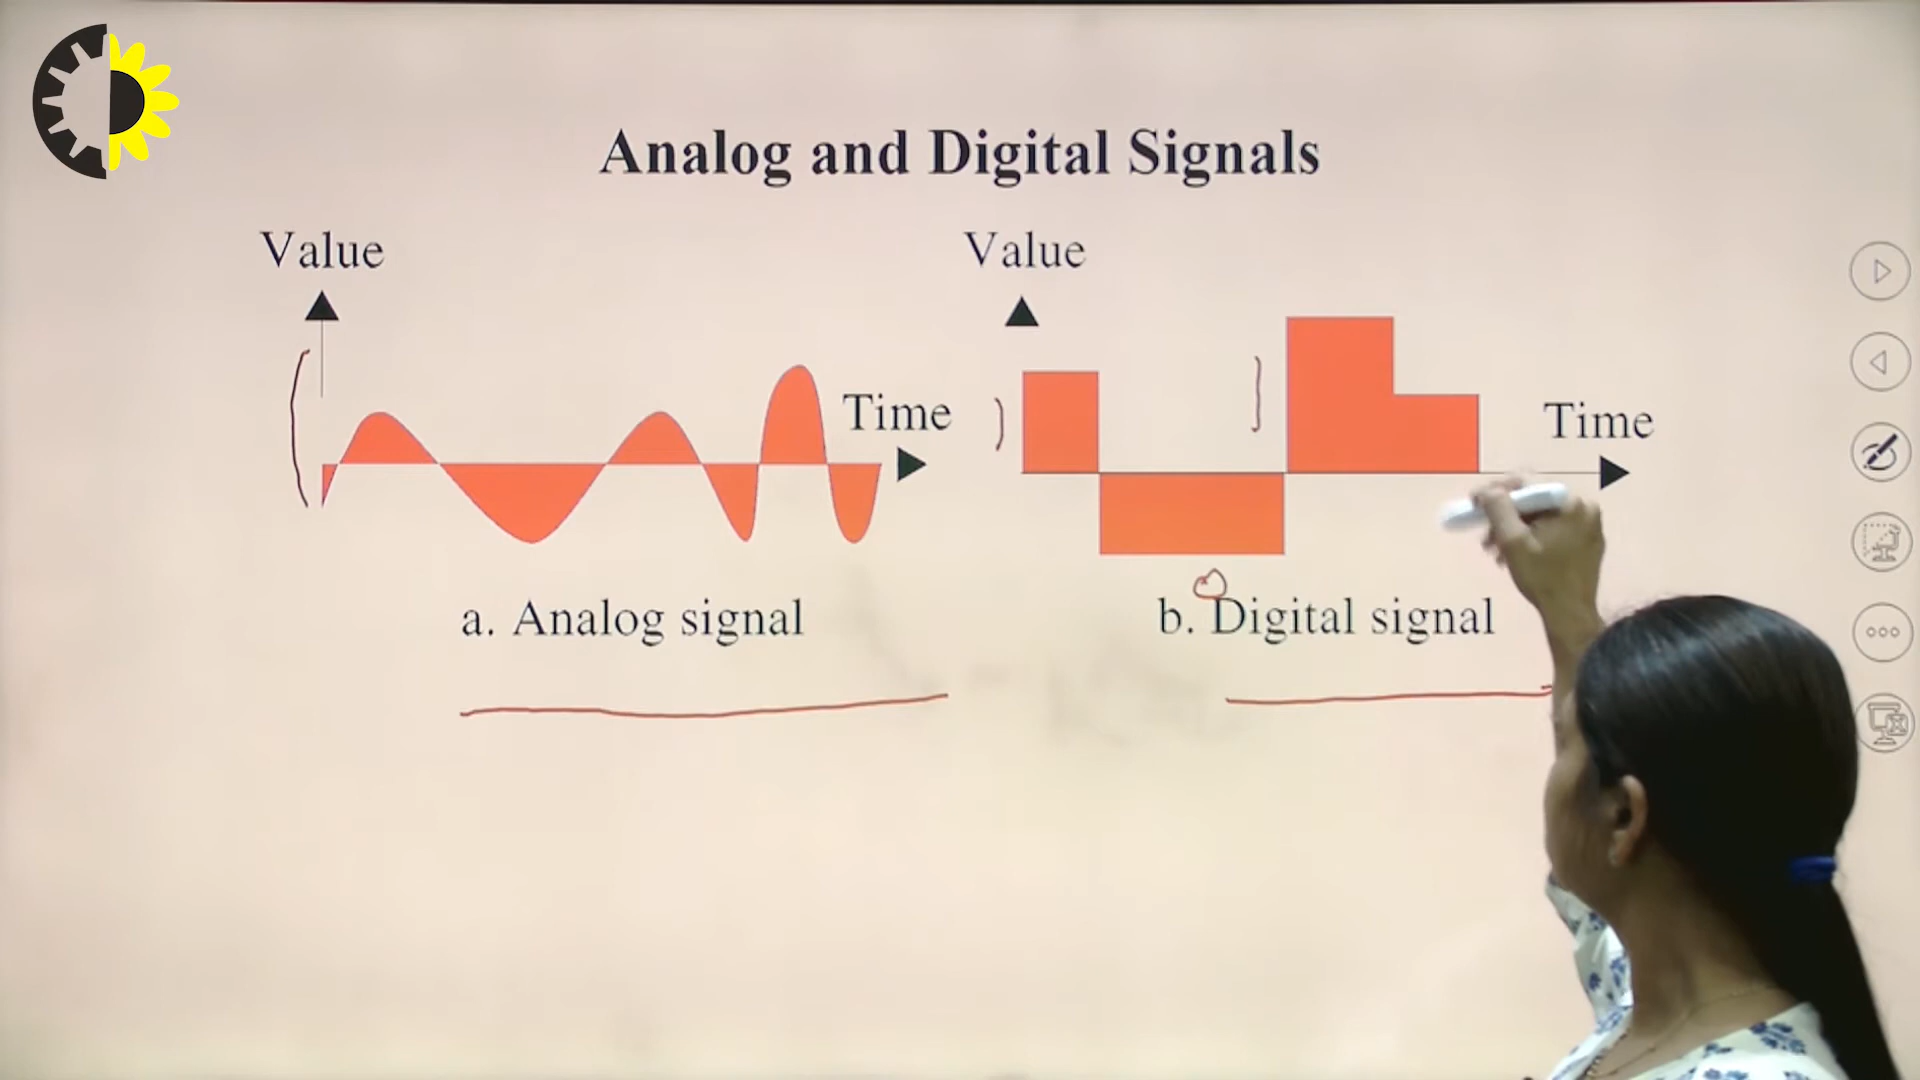 Analog and Digital Signals
Value
Time
a. Analog signal
Value
Time
b. Digital signal